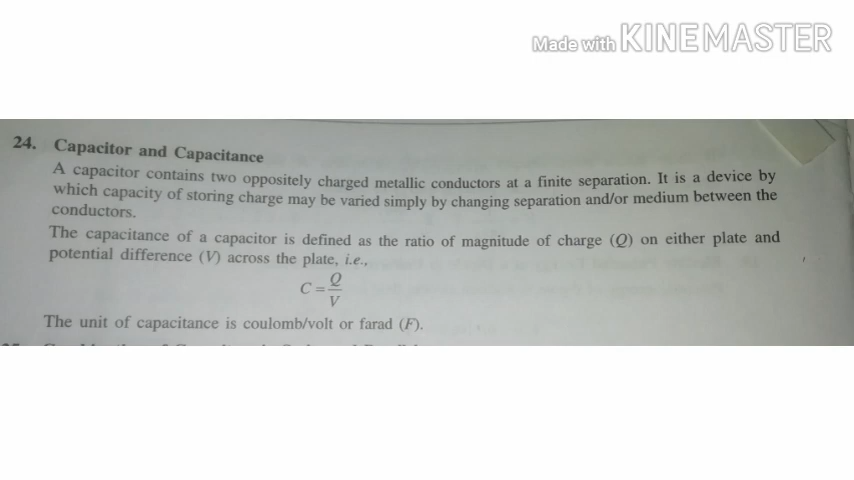 Made with KINEMASTER
24. Capacitor and Capacitance
A capacitor contains two oppositely charged metallic conductors at a finite separation. It is a device by
which capacity of storing charge may be varied simply by changing separation and/or medium between the
conductors.
The capacitance of a capacitor is defined as the ratio of magnitude of charge (Q) on either plate and
potential difference (V) across the plate, i.e.,
C = Q/V
The unit of capacitance is coulomb/volt or farad (F).